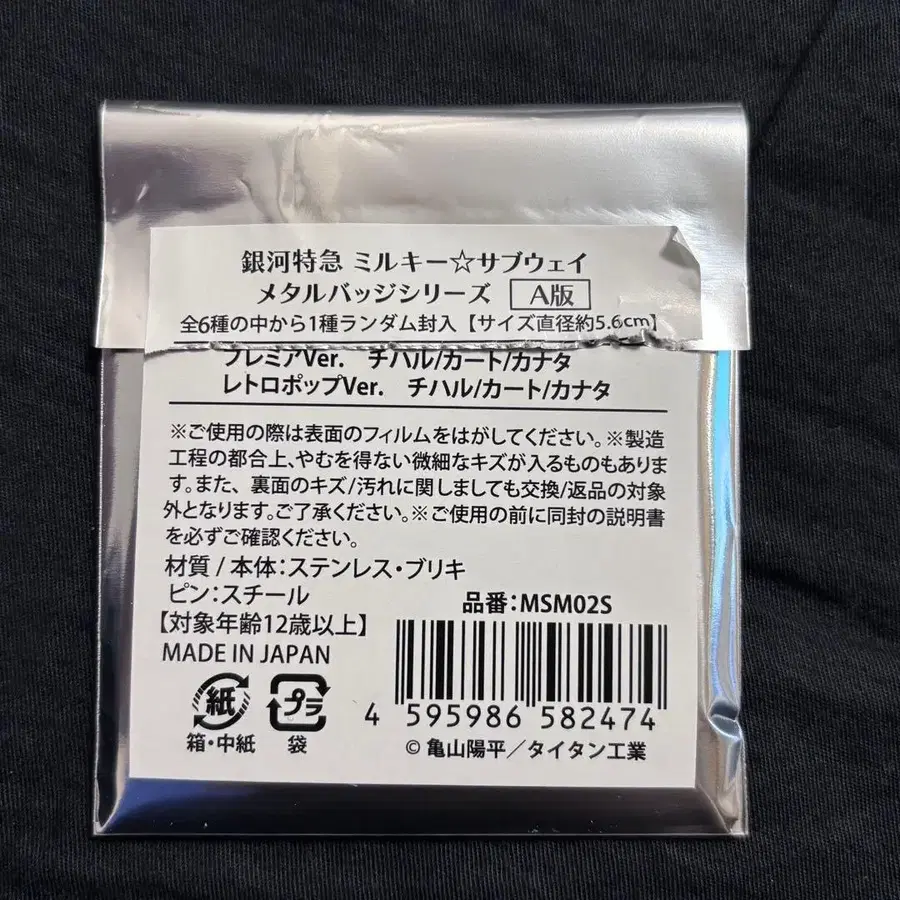 銀河特急 ミルキー☆サブウェイ
メタルバッジシリーズ A版
全6種の中から1種ランダム封入【サイズ直径約5.6cm】
プレミアVer. チハル/カート/カナタ
レトロポップVer. チハル/カート/カナタ
※ご使用の際は表面のフィルムをはがしてください。※製造
工程の都合上、やむを得ない微細なキズが入るものもありま
す。また、裏面のキズ/汚れに関しましても交換/返品の対象
外となります。ご了承ください。※ご使用の前に同封の説明書
を必ずご確認ください。
材質 / 本体:ステンレス・ブリキ
ピン:スチール
【対象年齢12歳以上】
MADE IN JAPAN
品番:MSM02S
紙
箱・中紙
プラ
袋
4 595986 582474
© 亀山陽平／タイタン工業